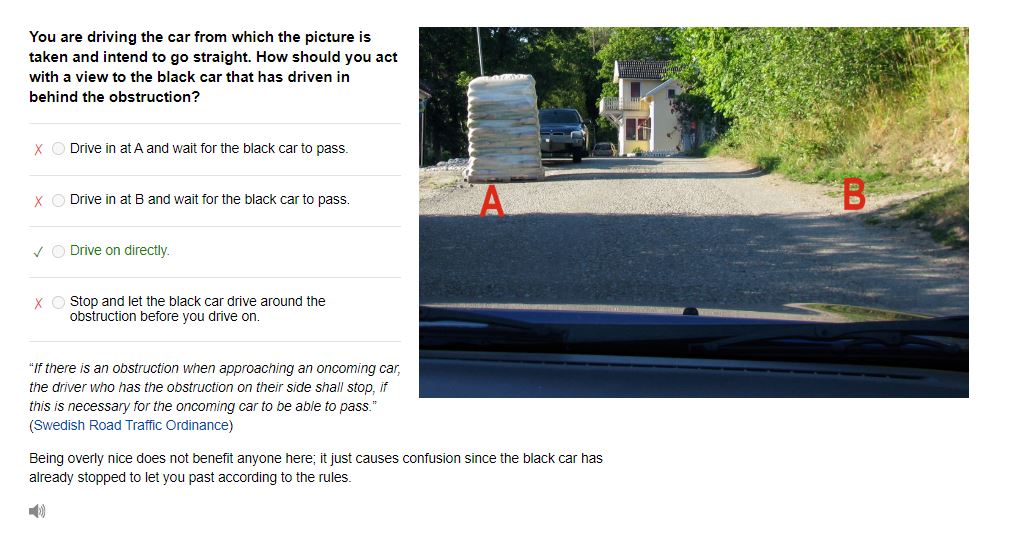 You are driving the car from which the picture is
taken and intend to go straight. How should you act
with a view to the black car that has driven in
behind the obstruction?
X Drive in at A and wait for the black car to pass.
X Drive in at B and wait for the black car to pass.
✓ Drive on directly.
X Stop and let the black car drive around the
obstruction before you drive on.
"If there is an obstruction when approaching an oncoming car,
the driver who has the obstruction on their side shall stop, if
this is necessary for the oncoming car to be able to pass."
(Swedish Road Traffic Ordinance)
Being overly nice does not benefit anyone here; it just causes confusion since the black car has
already stopped to let you past according to the rules.
A
B